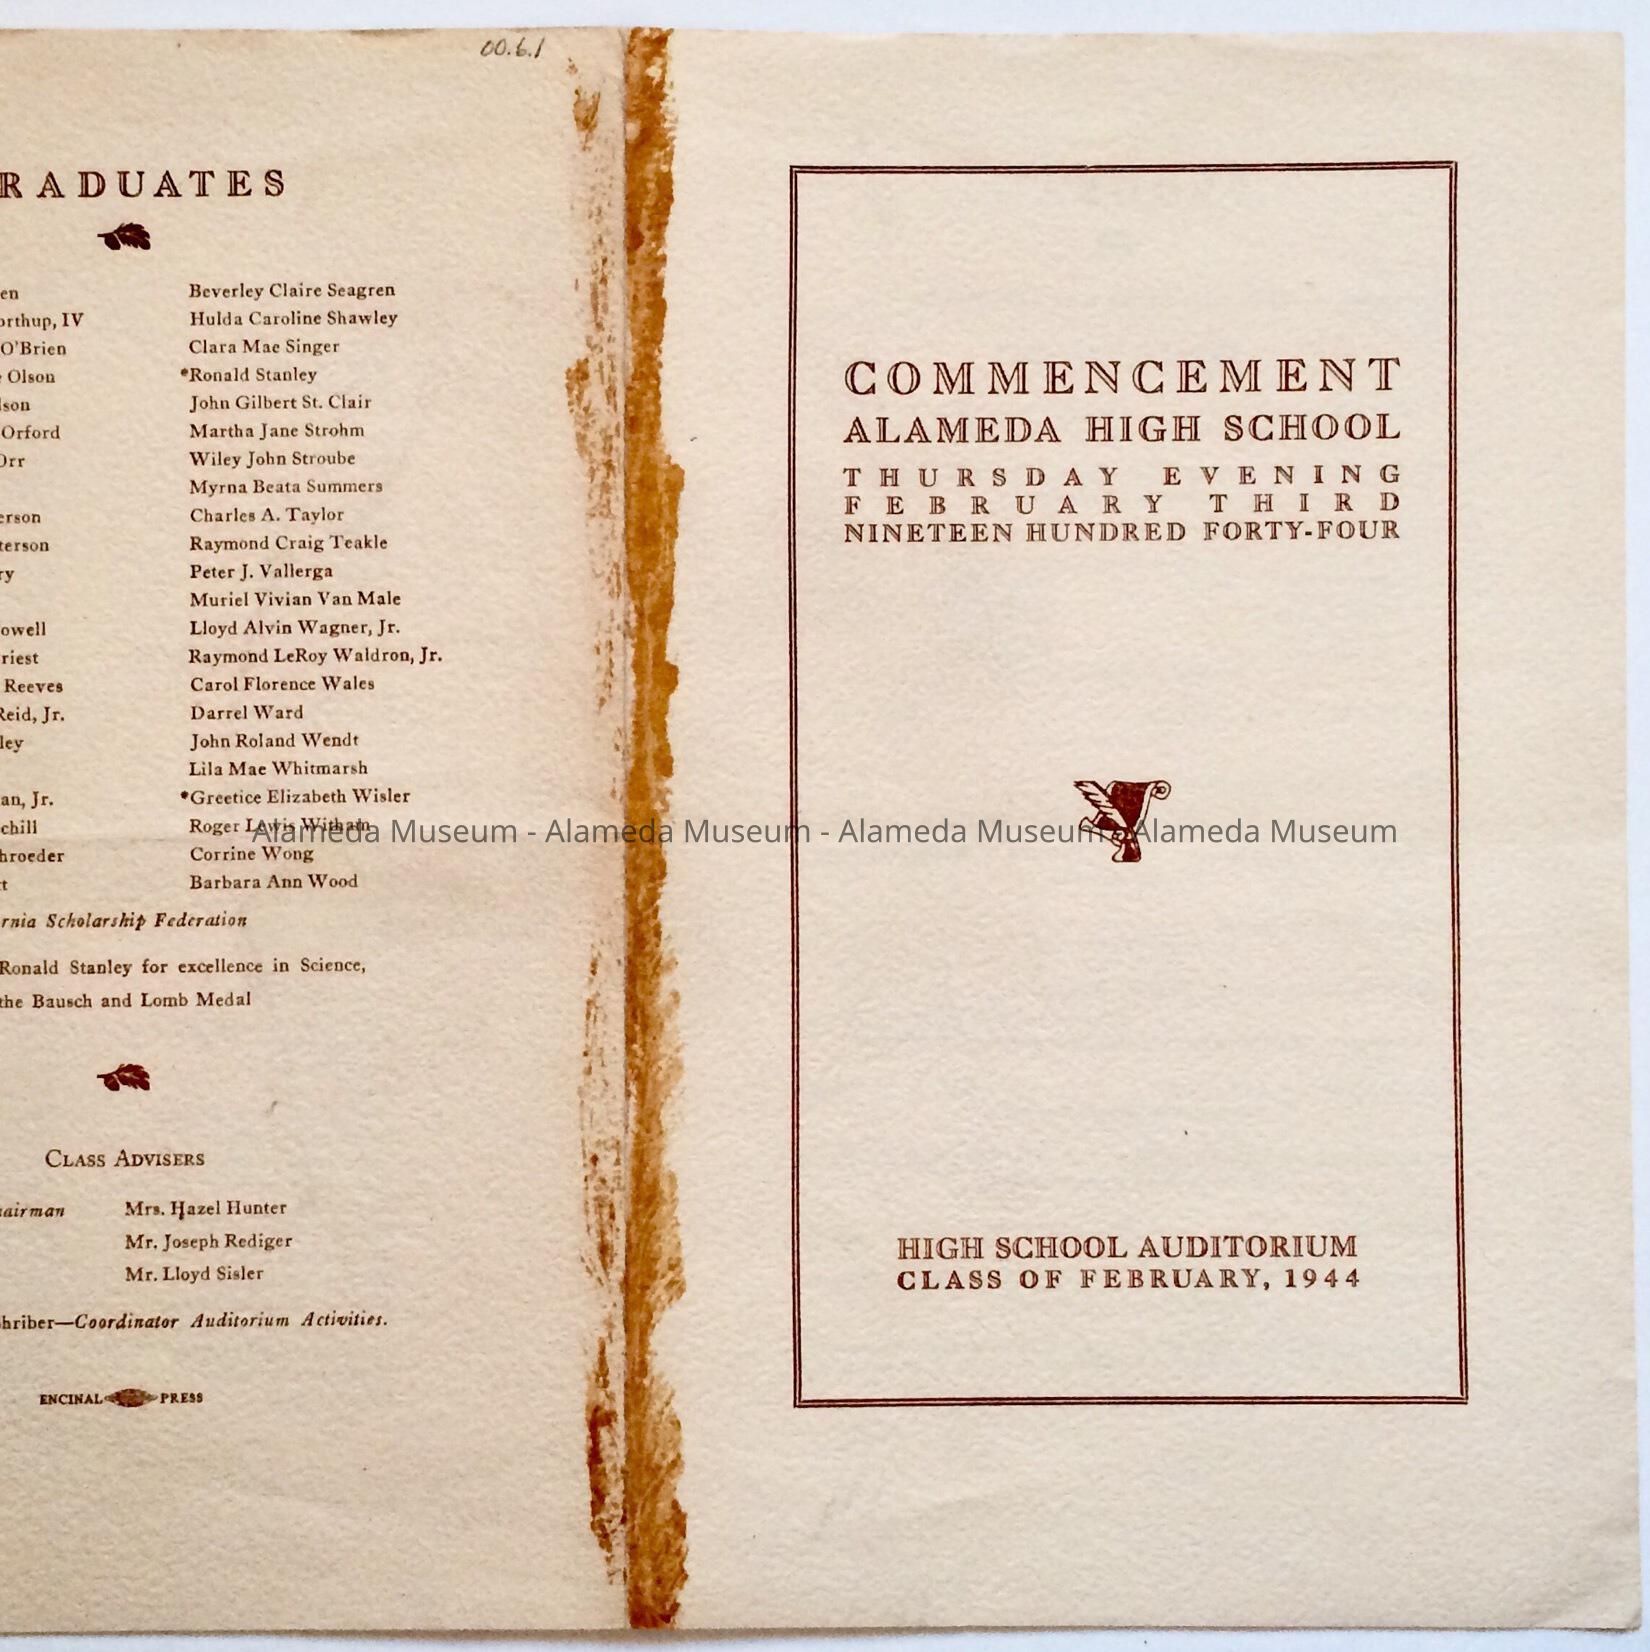 00.6.1
RADUATES
en
orthup, IV
O'Brien
Olson
lson
Orford
Orr
erson
terson
ry
owell
riest
Reeves
Reid, Jr.
ley
an, Jr.
chill
hroeder
t
Beverley Claire Seagren
Hulda Caroline Shawley
Clara Mae Singer
*Ronald Stanley
John Gilbert St. Clair
Martha Jane Strohm
Wiley John Stroube
Myrna Beata Summers
Charles A. Taylor
Raymond Craig Teakle
Peter J. Vallerga
Muriel Vivian Van Male
Lloyd Alvin Wagner, Jr.
Raymond LeRoy Waldron, Jr.
Carol Florence Wales
Darrel Ward
John Roland Wendt
Lila Mae Whitmarsh
*Greetice Elizabeth Wisler
Roger Lewis Witham
Corrine Wong
Barbara Ann Wood
rnia Scholarship Federation
Ronald Stanley for excellence in Science,
the Bausch and Lomb Medal
CLASS ADVISERS
airman
Mrs. Hazel Hunter
Mr. Joseph Rediger
Mr. Lloyd Sisler
hriber—Coordinator Auditorium Activities.
ENCINAL PRESS
COMMENCEMENT
ALAMEDA HIGH SCHOOL
THURSDAY EVENING
FEBRUARY THIRD
NINETEEN HUNDRED FORTY-FOUR
Alameda Museum - Alameda Museum - Alameda Museum - Alameda Museum
HIGH SCHOOL AUDITORIUM
CLASS OF FEBRUARY, 1944